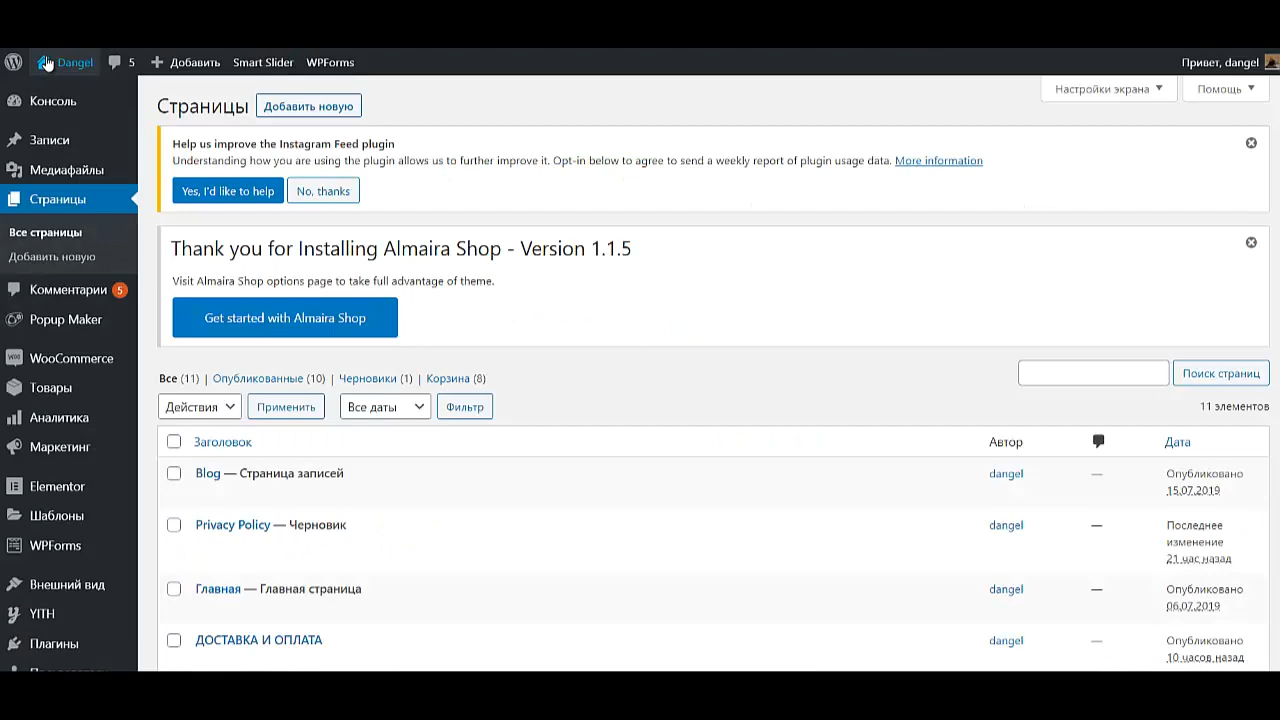 Dangel 5 Добавить Smart Slider WPForms Привет, dangel
Консоль
Записи
Медиафайлы
Страницы
Все страницы
Добавить новую
Комментарии 5
Popup Maker
WooCommerce
Товары
Аналитика
Маркетинг
Elementor
Шаблоны
WPForms
Внешний вид
YITH
Плагины
Настройки экрана Помощь
Страницы Добавить новую
Help us improve the Instagram Feed plugin
Understanding how you are using the plugin allows us to further improve it. Opt-in below to agree to send a weekly report of plugin usage data. More information
Yes, I'd like to help No, thanks
Thank you for Installing Almaira Shop - Version 1.1.5
Visit Almaira Shop options page to take full advantage of theme.
Get started with Almaira Shop
Все (11) | Опубликованные (10) | Черновики (1) | Корзина (8)
Поиск страниц
Действия Применить Все даты Фильтр
11 элементов
Заголовок Автор Дата
Blog — Страница записей dangel — Опубликовано
15.07.2019
Privacy Policy — Черновик dangel — Последнее
изменение
21 час назад
Главная — Главная страница dangel — Опубликовано
06.07.2019
ДОСТАВКА И ОПЛАТА dangel — Опубликовано
10 часов назад